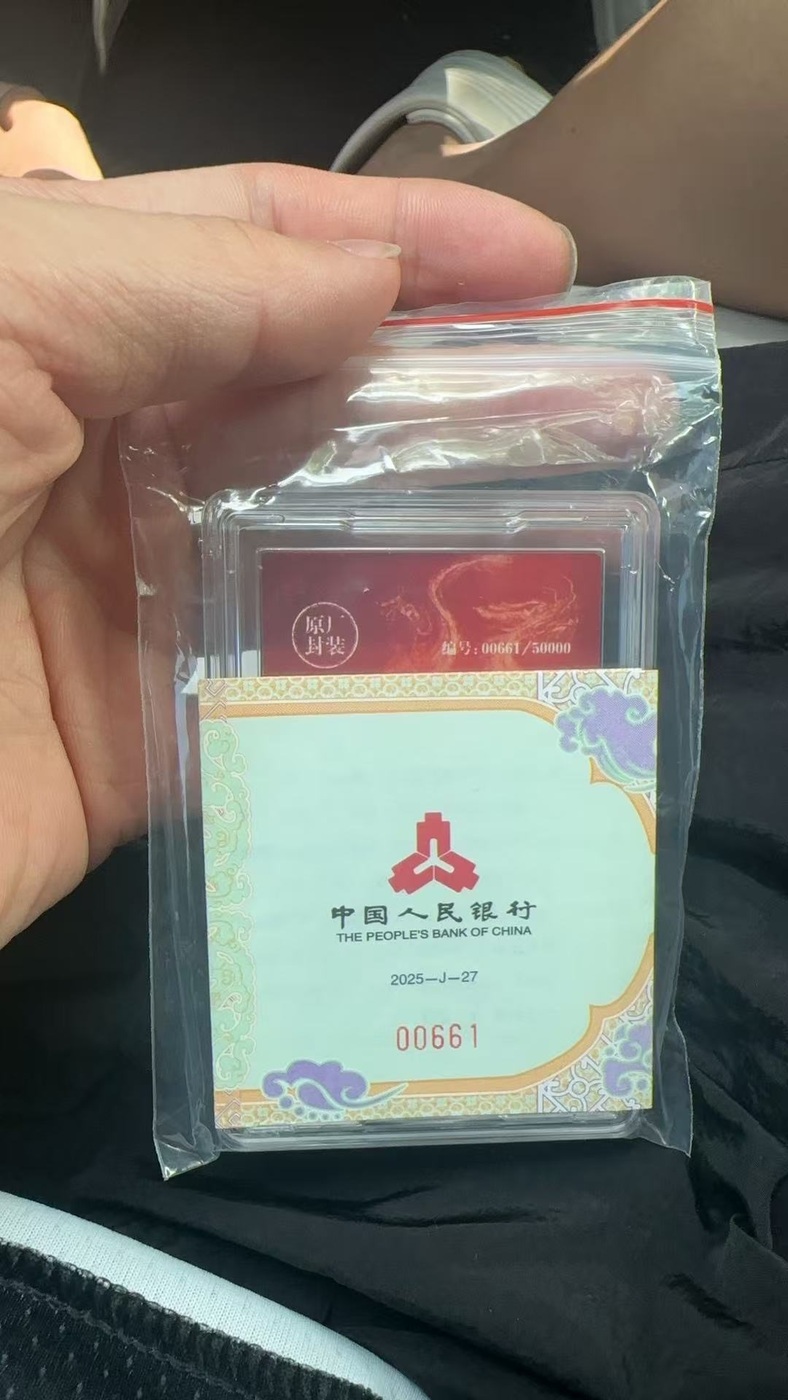 原厂
封装
编号:00661/50000
中国人民银行
THE PEOPLE'S BANK OF CHINA
2025—J—27
00661